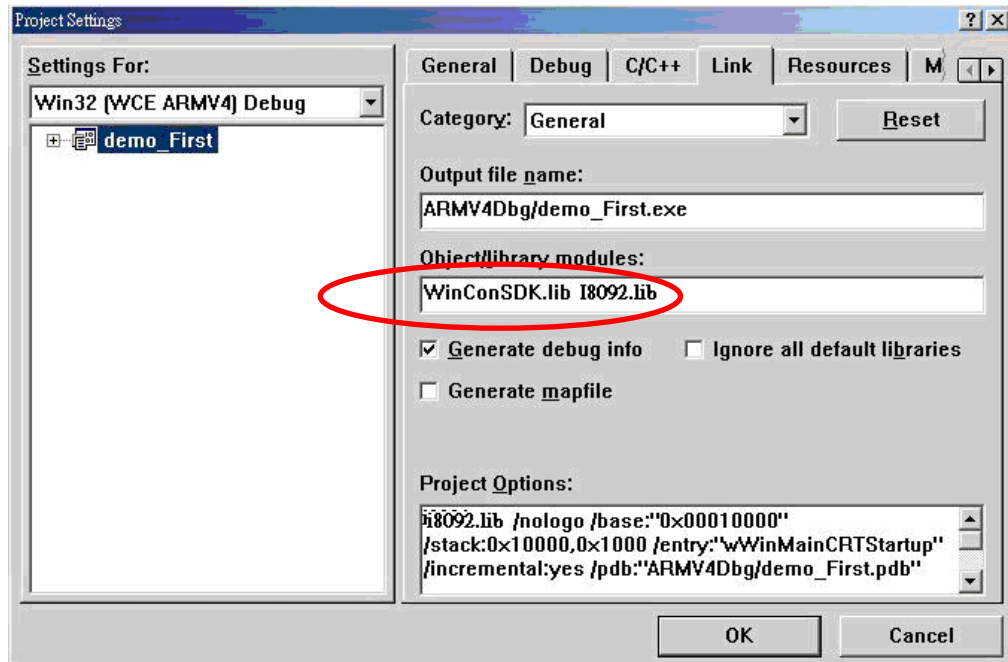 Project Settings
Settings For:
Win32 (WCE ARMV4) Debug
demo_First
General Debug C/C++ Link Resources M
Category: General Reset
Output file name:
ARMV4Dbg/demo_First.exe
Object/library modules:
WinConSDK.lib I8092.lib
Generate debug info Ignore all default libraries
Generate mapfile
Project Options:
i8092.lib /nologo /base:"0x00010000"
/stack:0x10000,0x1000 /entry:"wWinMainCRTStartup"
/incremental:yes /pdb:"ARMV4Dbg/demo_First.pdb"
OK Cancel